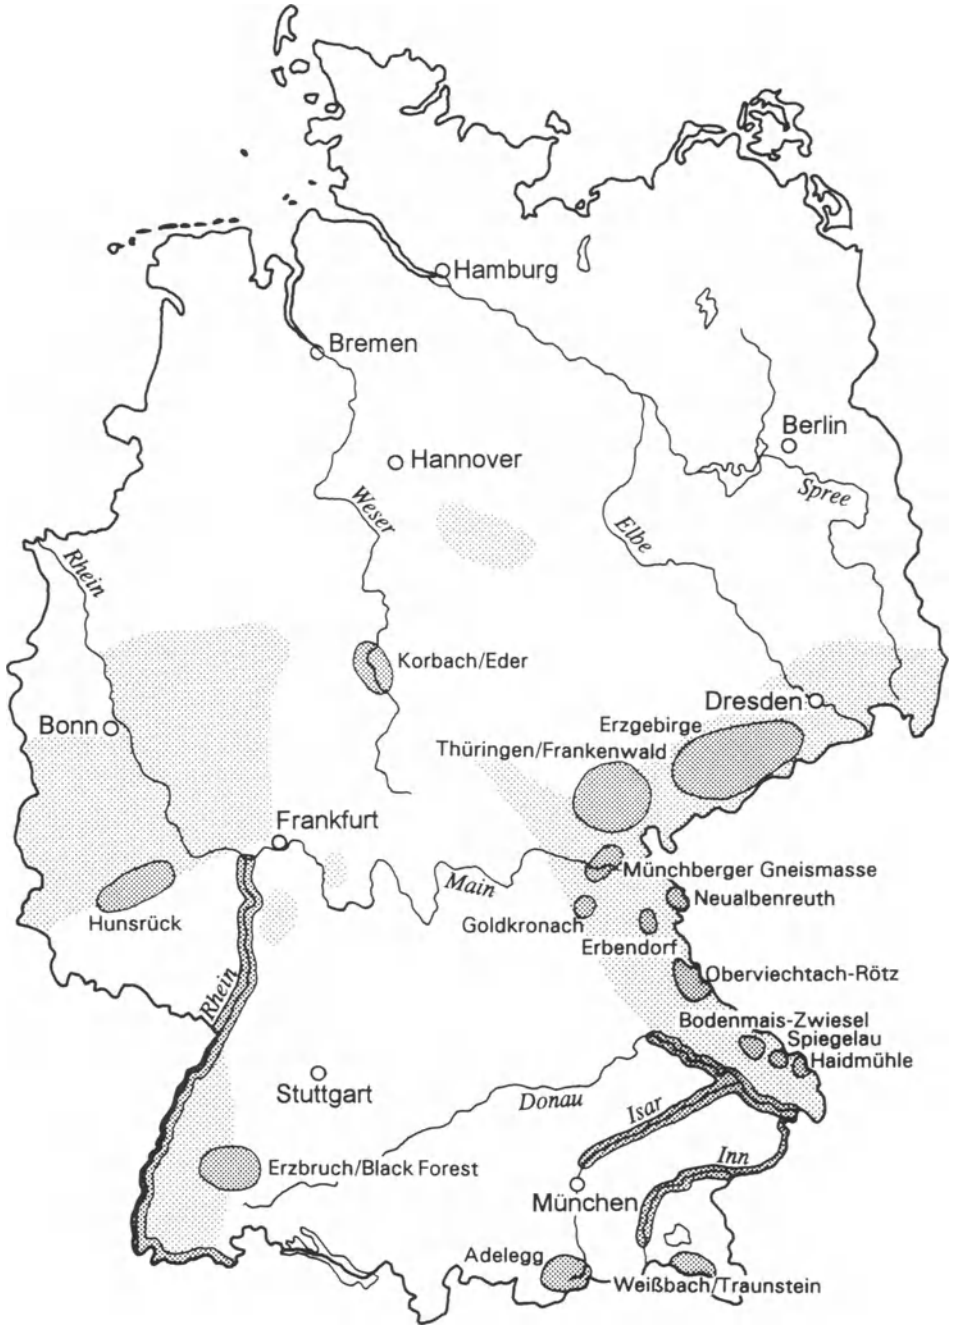 Hamburg
Bremen
Berlin
Hannover
Spree
Weser
Elbe
Rhein
Korbach/Eder
Dresden
Bonn
Erzgebirge
Thüringen/Frankenwald
Frankfurt
Münchberger Gneismasse
Main
Neualbenreuth
Hunsrück
Goldkronach
Erbendorf
Oberviechtach-Rötz
Rhein
Bodenmais-Zwiesel
Spiegelau
Haidmühle
Stuttgart
Donau
Isar
Inn
Erzbruch/Black Forest
München
Adelegg
Weißbach/Traunstein